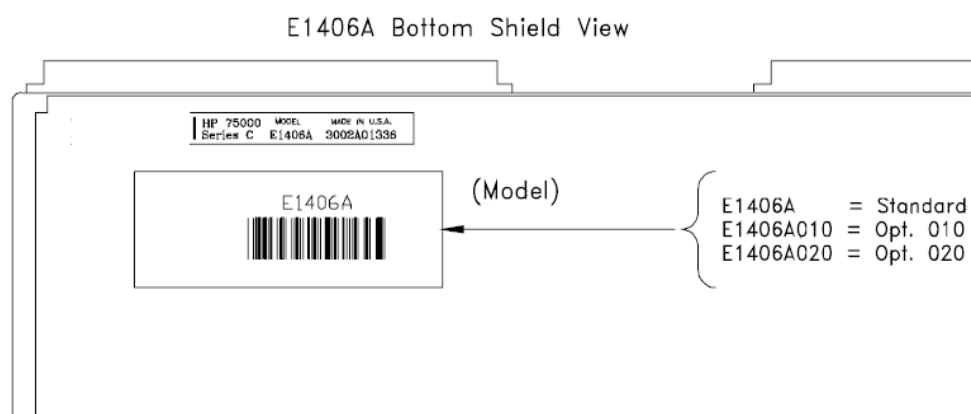 E1406A Bottom Shield View
HP 75000 MODEL MADE IN U.S.A.
Series C E1406A 3002A01336
E1406A
(Model)
E1406A = Standard
E1406A010 = Opt. 010
E1406A020 = Opt. 020